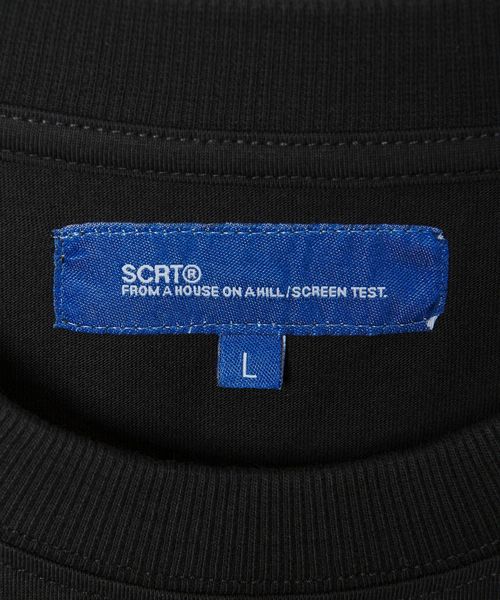 SCRT®
FROM A HOUSE ON A HILL/SCREEN TEST.
L